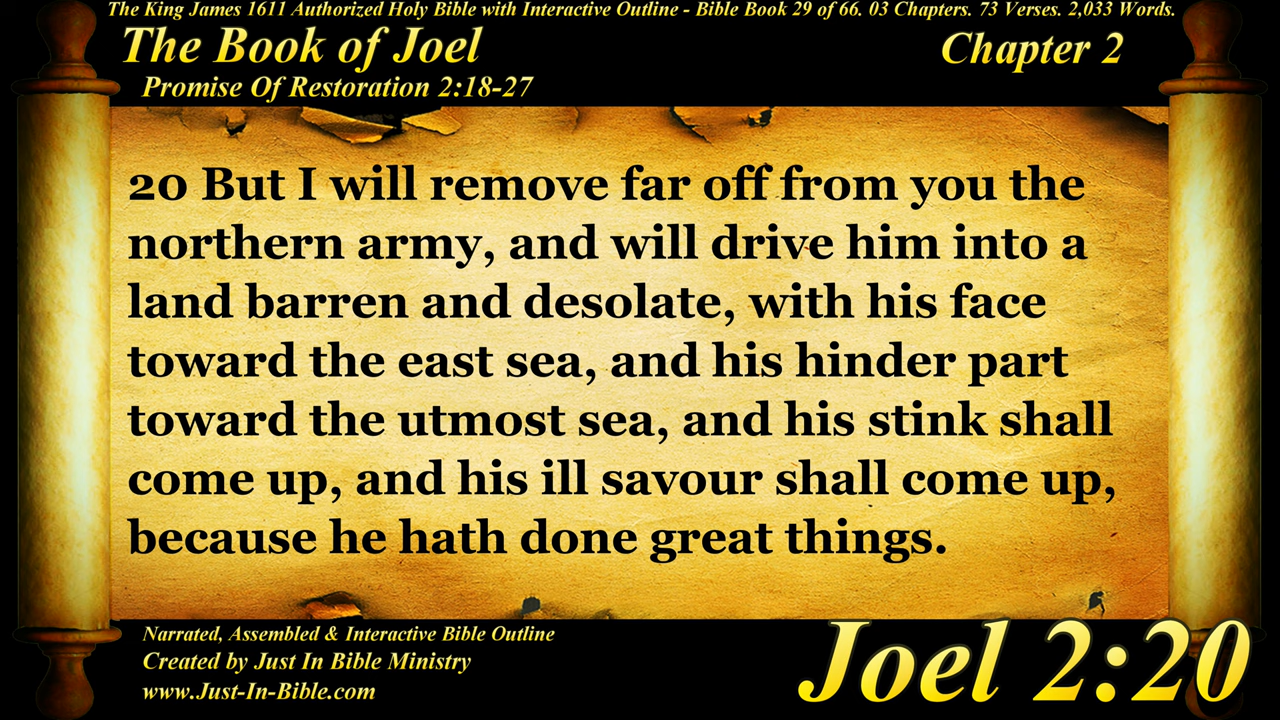 The King James 1611 Authorized Holy Bible with Interactive Outline - Bible Book 29 of 66. 03 Chapters. 73 Verses. 2,033 Words.
The Book of Joel
Chapter 2
Promise Of Restoration 2:18-27
20 But I will remove far off from you the
northern army, and will drive him into a
land barren and desolate, with his face
toward the east sea, and his hinder part
toward the utmost sea, and his stink shall
come up, and his ill savour shall come up,
because he hath done great things.
Narrated, Assembled & Interactive Bible Outline
Created by Just In Bible Ministry
www.Just-In-Bible.com
Joel 2:20